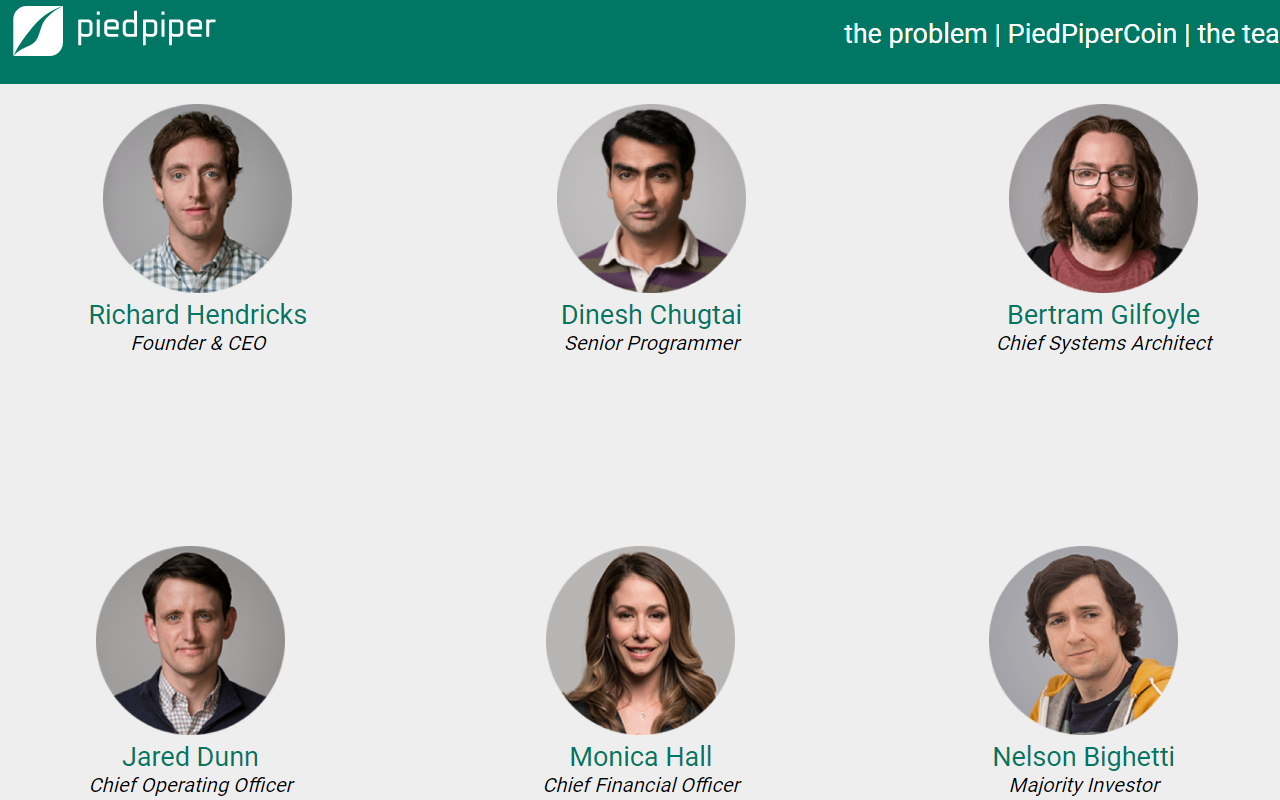 piedpiper
the problem | PiedPiperCoin | the tea
Richard Hendricks
Founder & CEO
Dinesh Chugtai
Senior Programmer
Bertram Gilfoyle
Chief Systems Architect
Jared Dunn
Chief Operating Officer
Monica Hall
Chief Financial Officer
Nelson Bighetti
Majority Investor